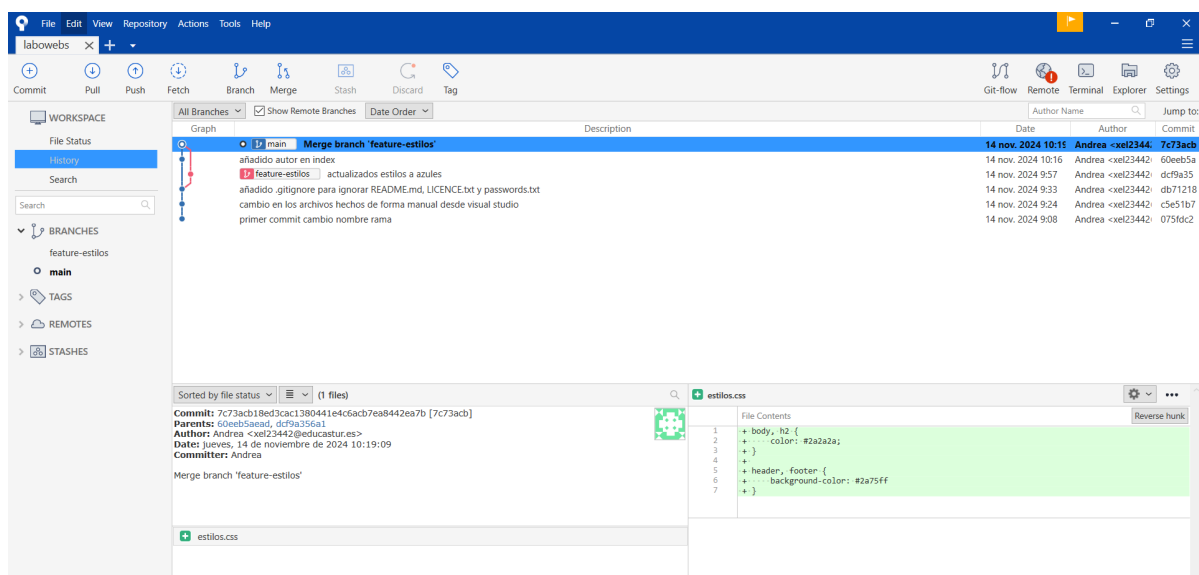 File Edit View Repository Actions Tools Help
labowebs
Commit Pull Push Fetch Branch Merge Stash Discard Tag Git-flow Remote Terminal Explorer Settings
WORKSPACE
File Status
History
Search
Search
BRANCHES
feature-estilos
main
TAGS
REMOTES
STASHES
All Branches Show Remote Branches Date Order Author Name Jump to:
Graph Description Date Author Commit
main Merge branch 'feature-estilos' 14 nov. 2024 10:19 Andrea <xel2344 7c73acb
añadido autor en index 14 nov. 2024 10:16 Andrea <xel23442 60eeb5a
feature-estilos actualizados estilos a azules 14 nov. 2024 9:57 Andrea <xel23442 dcf9a35
añadido .gitignore para ignorar README.md, LICENCE.txt y passwords.txt 14 nov. 2024 9:33 Andrea <xel23442 db71218
cambio en los archivos hechos de forma manual desde visual studio 14 nov. 2024 9:24 Andrea <xel23442 c5e51b7
primer commit cambio nombre rama 14 nov. 2024 9:08 Andrea <xel23442 075fdc2
Sorted by file status (1 files)
Commit: 7c73acb18ed3cac1380441e4c6acb7ea8442ea7b [7c73acb]
Parents: 60eeb5aead, dcf9a356a1
Author: Andrea <xel23442@educastur.es>
Date: jueves, 14 de noviembre de 2024 10:19:09
Committer: Andrea
Merge branch 'feature-estilos'
estilos.css
estilos.css
File Contents Reverse hunk
1 + body, h2 {
2 + color: #2a2a2a;
3 + }
4 +
5 + header, footer {
6 + background-color: #2a75ff
7 + }